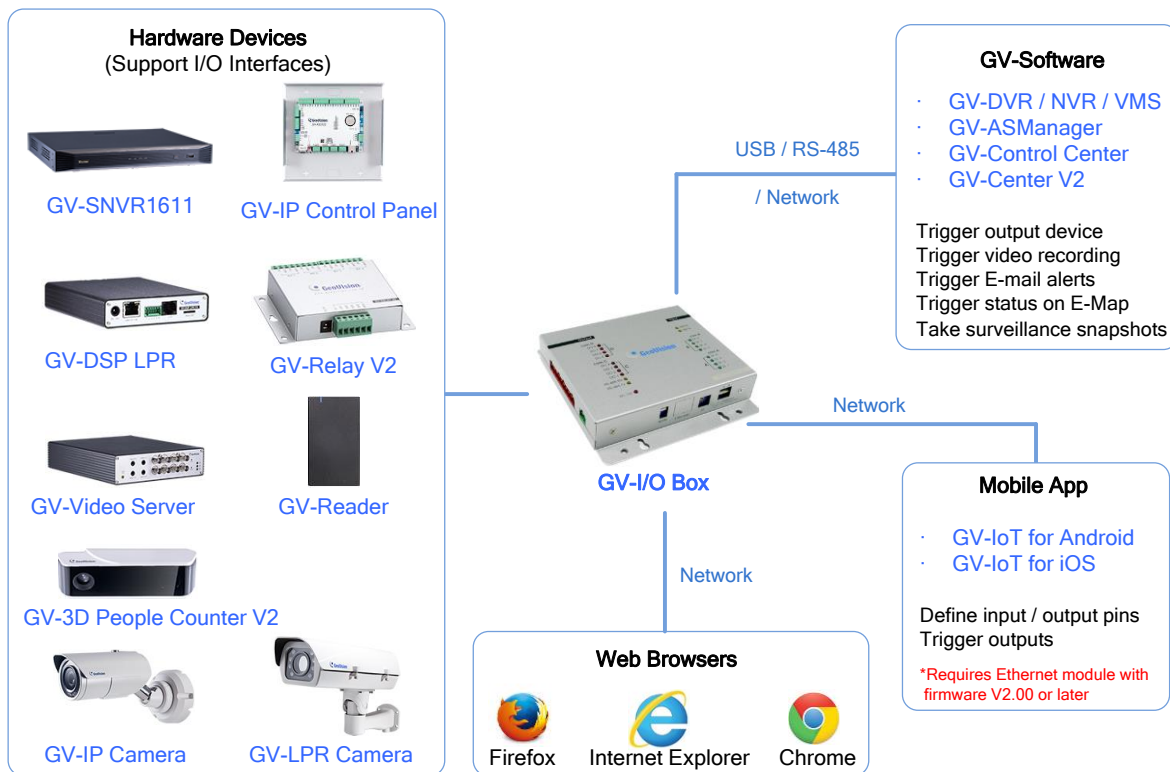 Hardware Devices
(Support I/O Interfaces)
GV-SNVR1611
GV-IP Control Panel
GeoVision
GV-DSP LPR
GV-Relay V2
GV-Video Server
GV-Reader
GV-3D People Counter V2
GV-IP Camera
GV-LPR Camera
USB / RS-485
/ Network
GeoVision
GV-I/O Box
Network
Network
GV-Software
· GV-DVR / NVR / VMS
· GV-ASManager
· GV-Control Center
· GV-Center V2
Trigger output device
Trigger video recording
Trigger E-mail alerts
Trigger status on E-Map
Take surveillance snapshots
Mobile App
· GV-IoT for Android
· GV-IoT for iOS
Define input / output pins
Trigger outputs
*Requires Ethernet module with
firmware V2.00 or later
Web Browsers
Firefox
Internet Explorer
Chrome